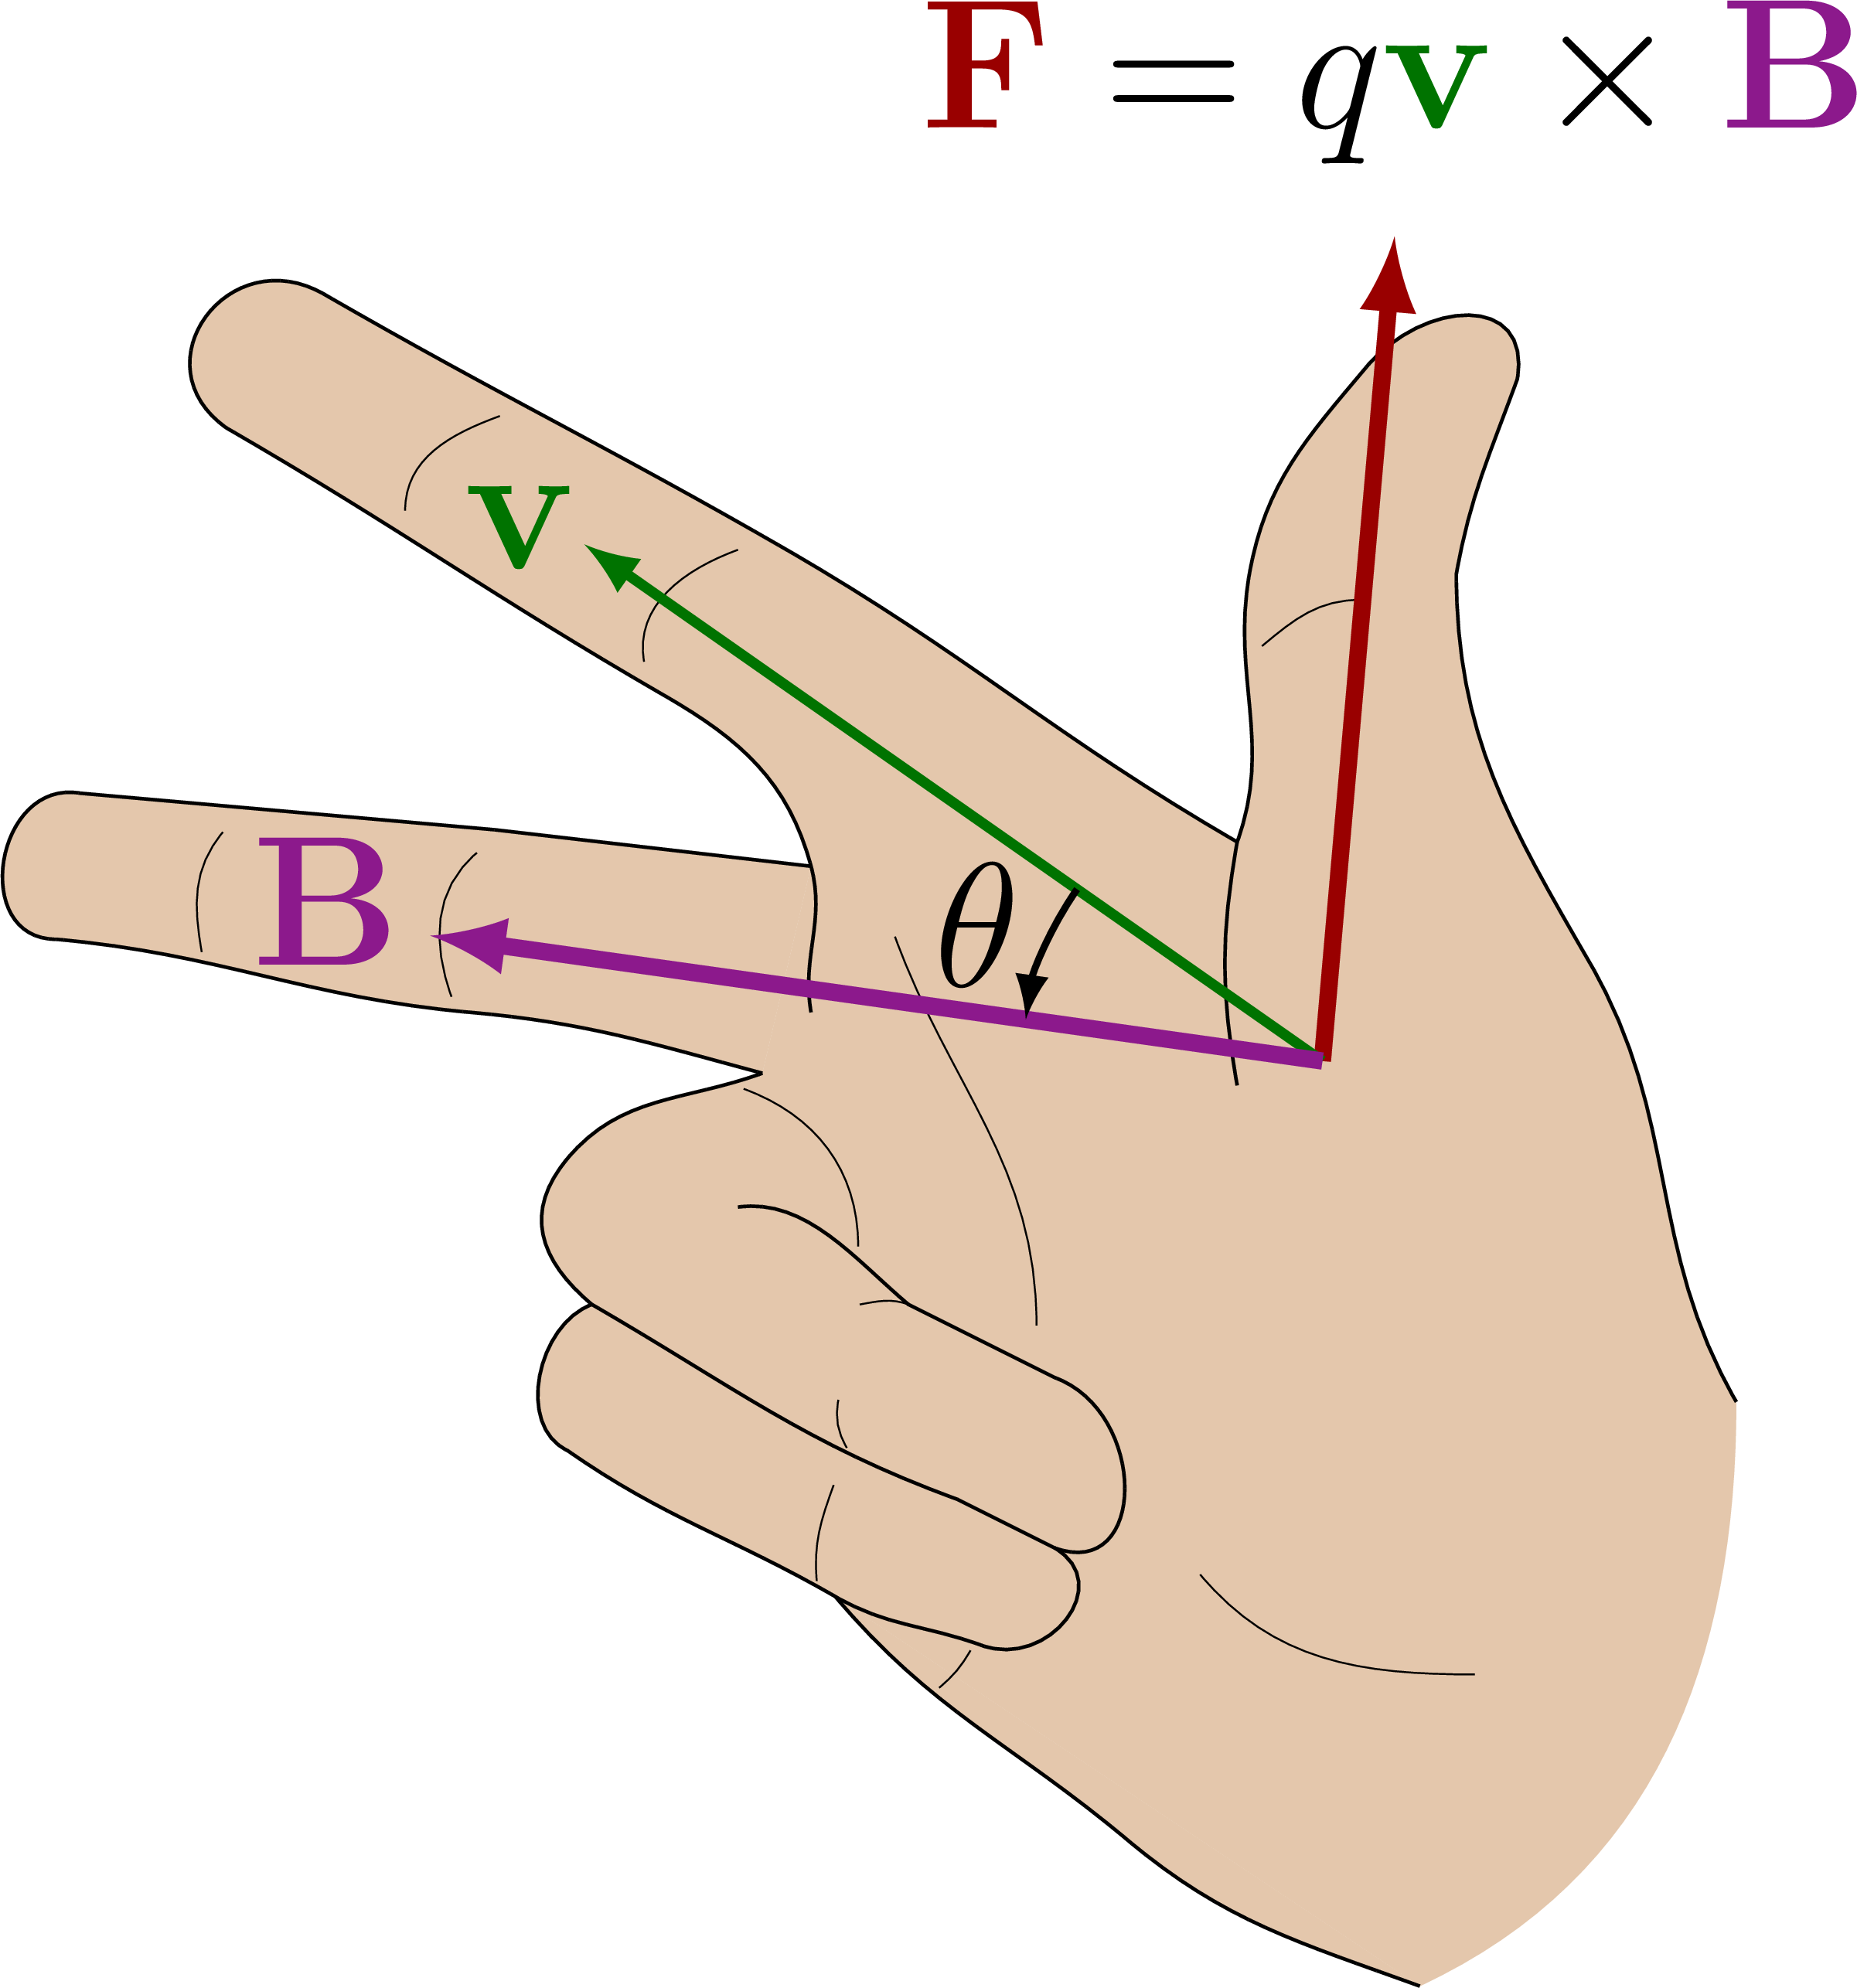 F = qv × B
v
B
θ